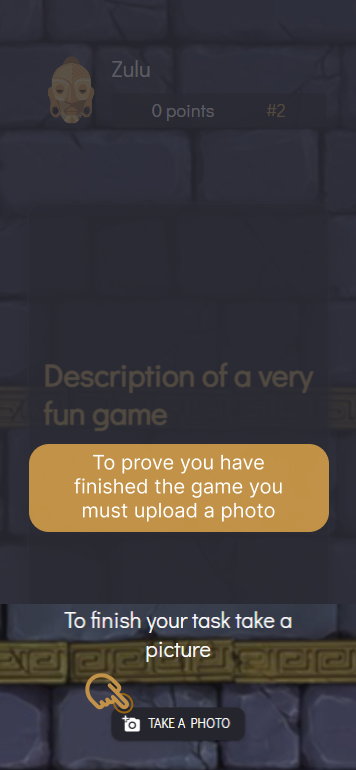 Zulu
0 points #2
Description of a very
fun game
To prove you have
finished the game you
must upload a photo
To finish your task take a
picture
TAKE A PHOTO